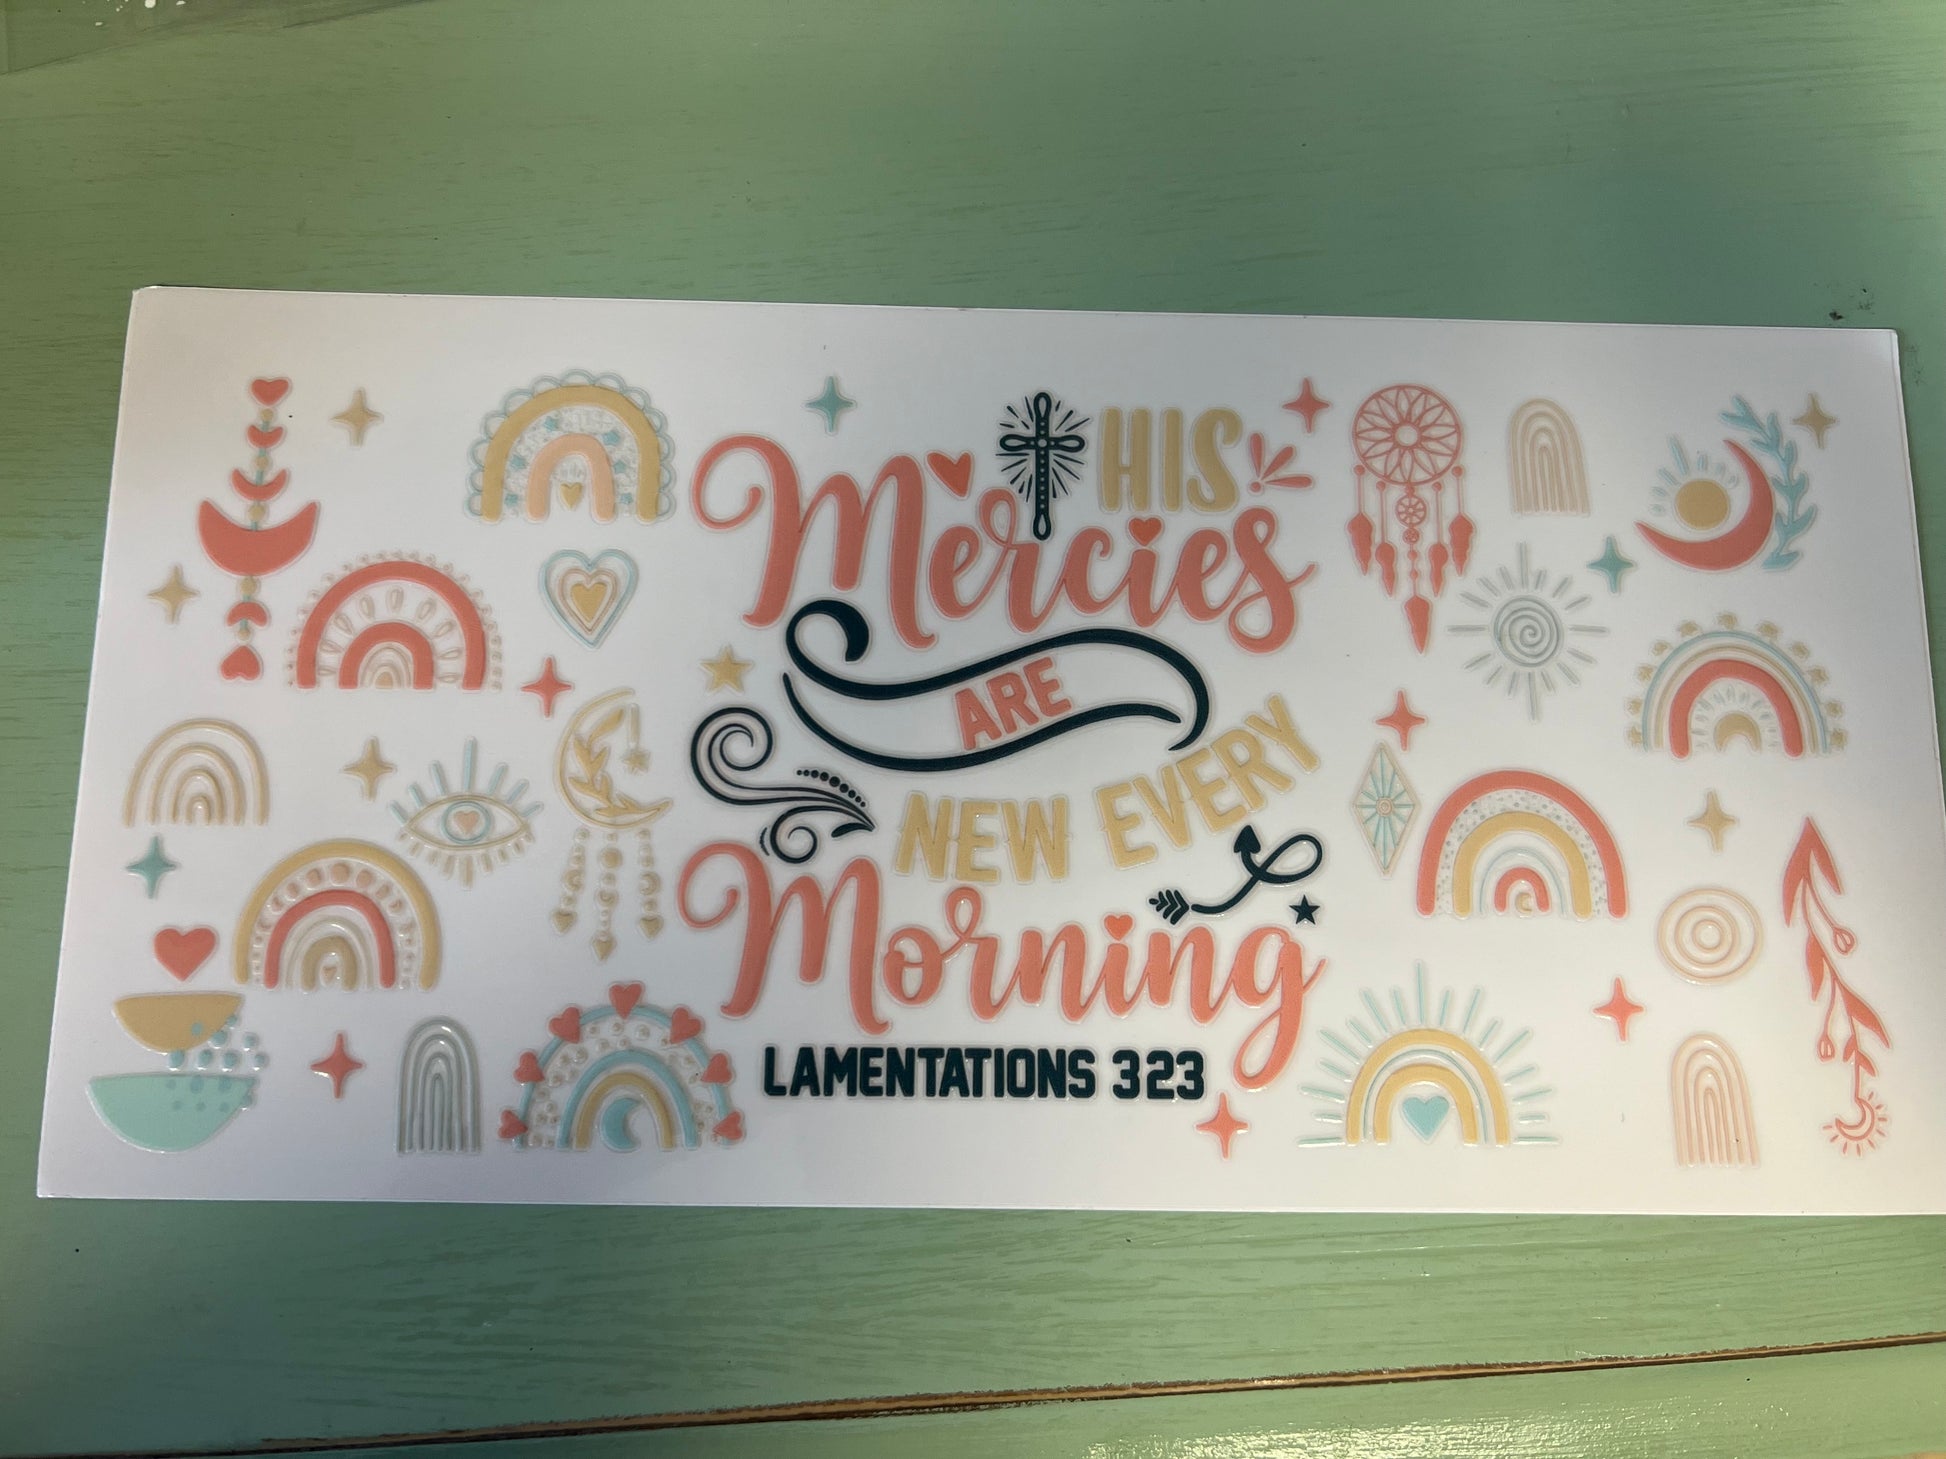 HIS
Mercies
ARE
NEW EVERY
Morning
LAMENTATIONS 323